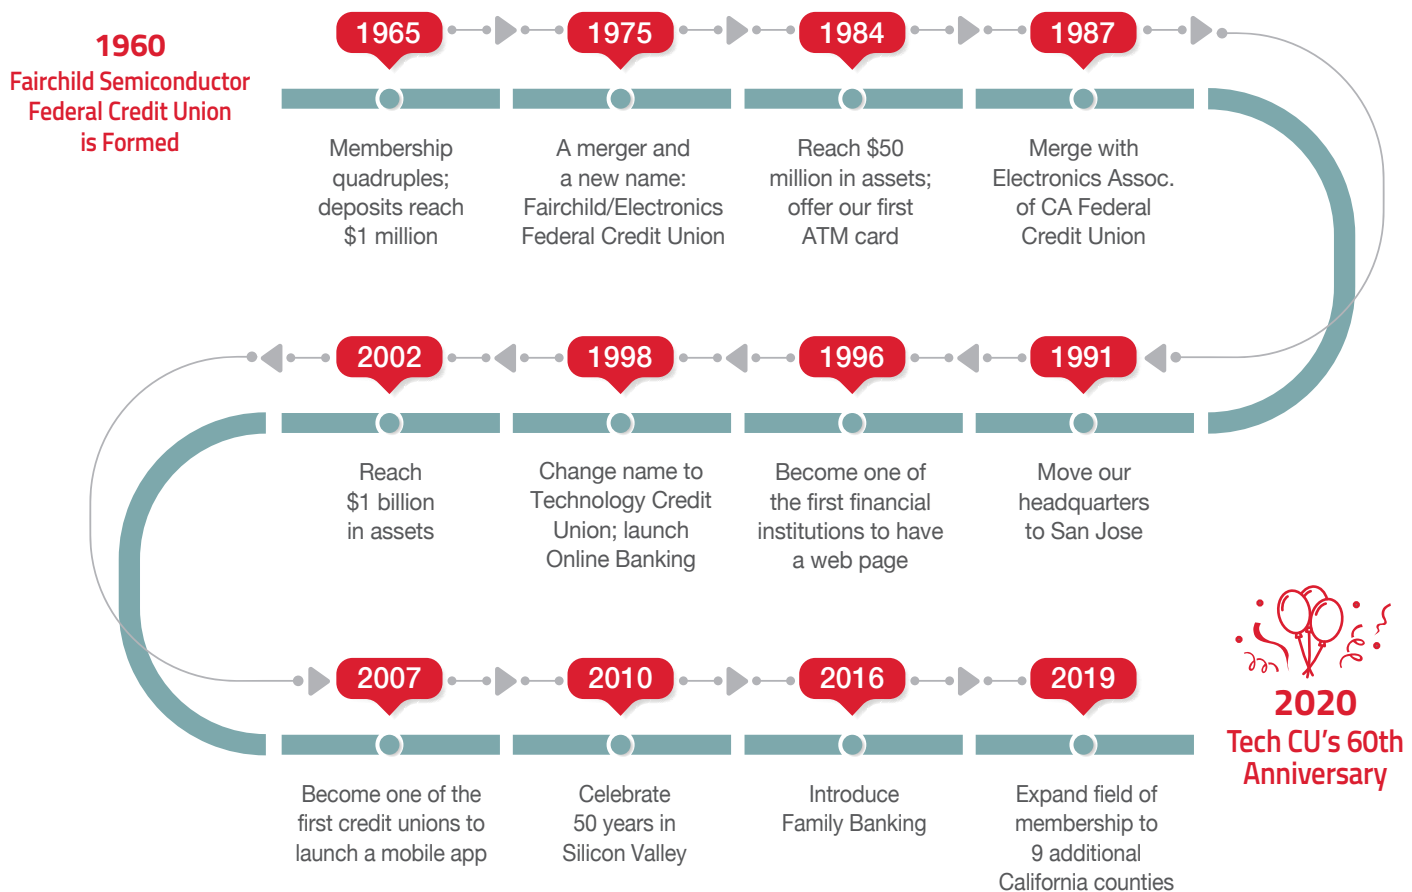 1960
Fairchild Semiconductor
Federal Credit Union
is Formed
1965
Membership
quadruples;
deposits reach
$1 million
1975
A merger and
a new name:
Fairchild/Electronics
Federal Credit Union
1984
Reach $50
million in assets;
offer our first
ATM card
1987
Merge with
Electronics Assoc.
of CA Federal
Credit Union
1991
Move our
headquarters
to San Jose
1996
Become one of
the first financial
institutions to have
a web page
1998
Change name to
Technology Credit
Union; launch
Online Banking
2002
Reach
$1 billion
in assets
2007
Become one of the
first credit unions to
launch a mobile app
2010
Celebrate
50 years in
Silicon Valley
2016
Introduce
Family Banking
2019
Expand field of
membership to
9 additional
California counties
2020
Tech CU's 60th
Anniversary